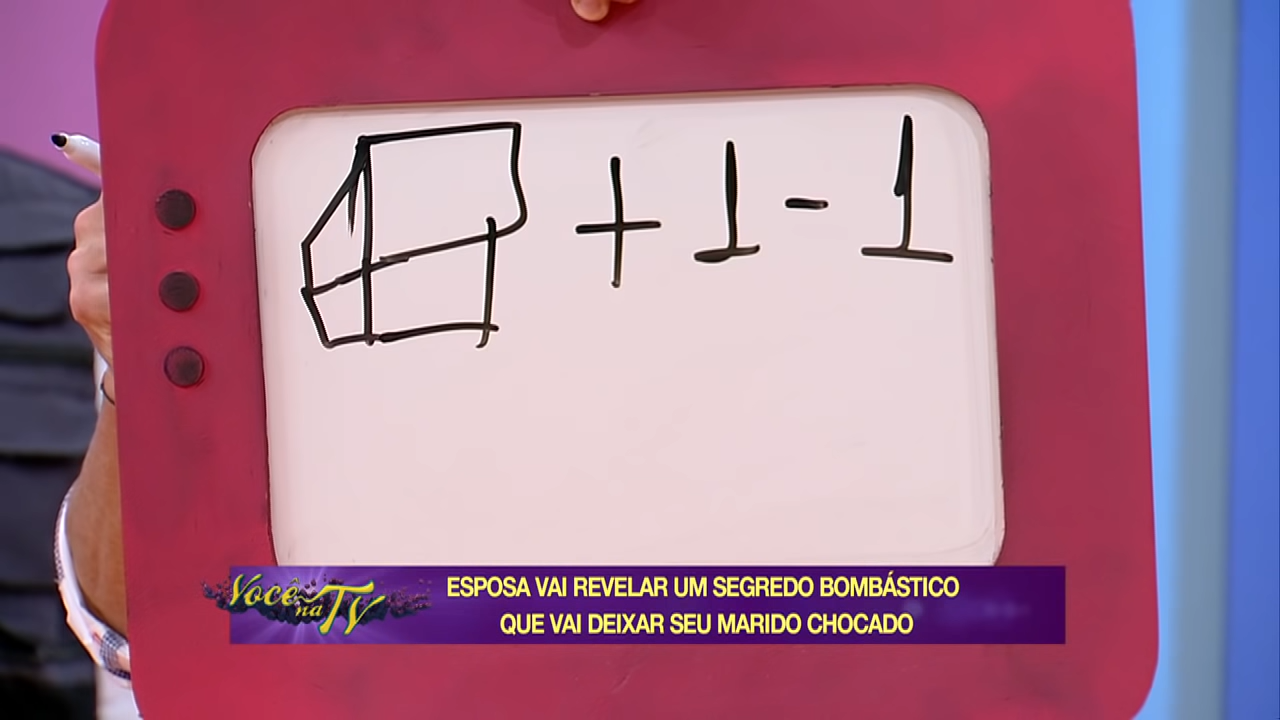 + 1 - 1
Você na TV
ESPOSA VAI REVELAR UM SEGREDO BOMBÁSTICO
QUE VAI DEIXAR SEU MARIDO CHOCADO